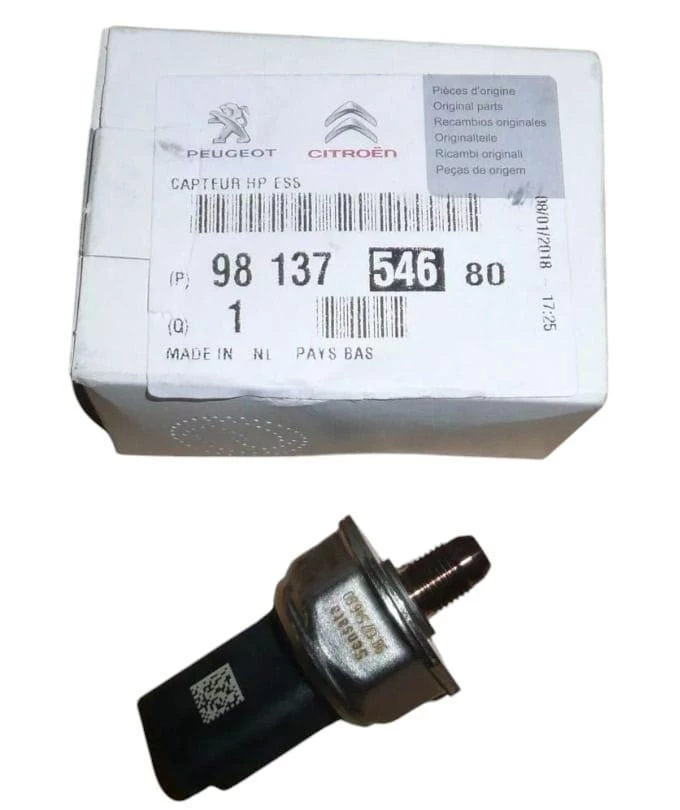 PEUGEOT
CITROËN
Pièces d'origine
Original parts
Recambios originales
Originalteile
Ricambi originali
Peças de origem
CAPTEUR HP ESS
(P) 98 137 546 80
(Q) 1
MADE IN NL PAYS BAS
08/01/2018 - 17:25
Sensata